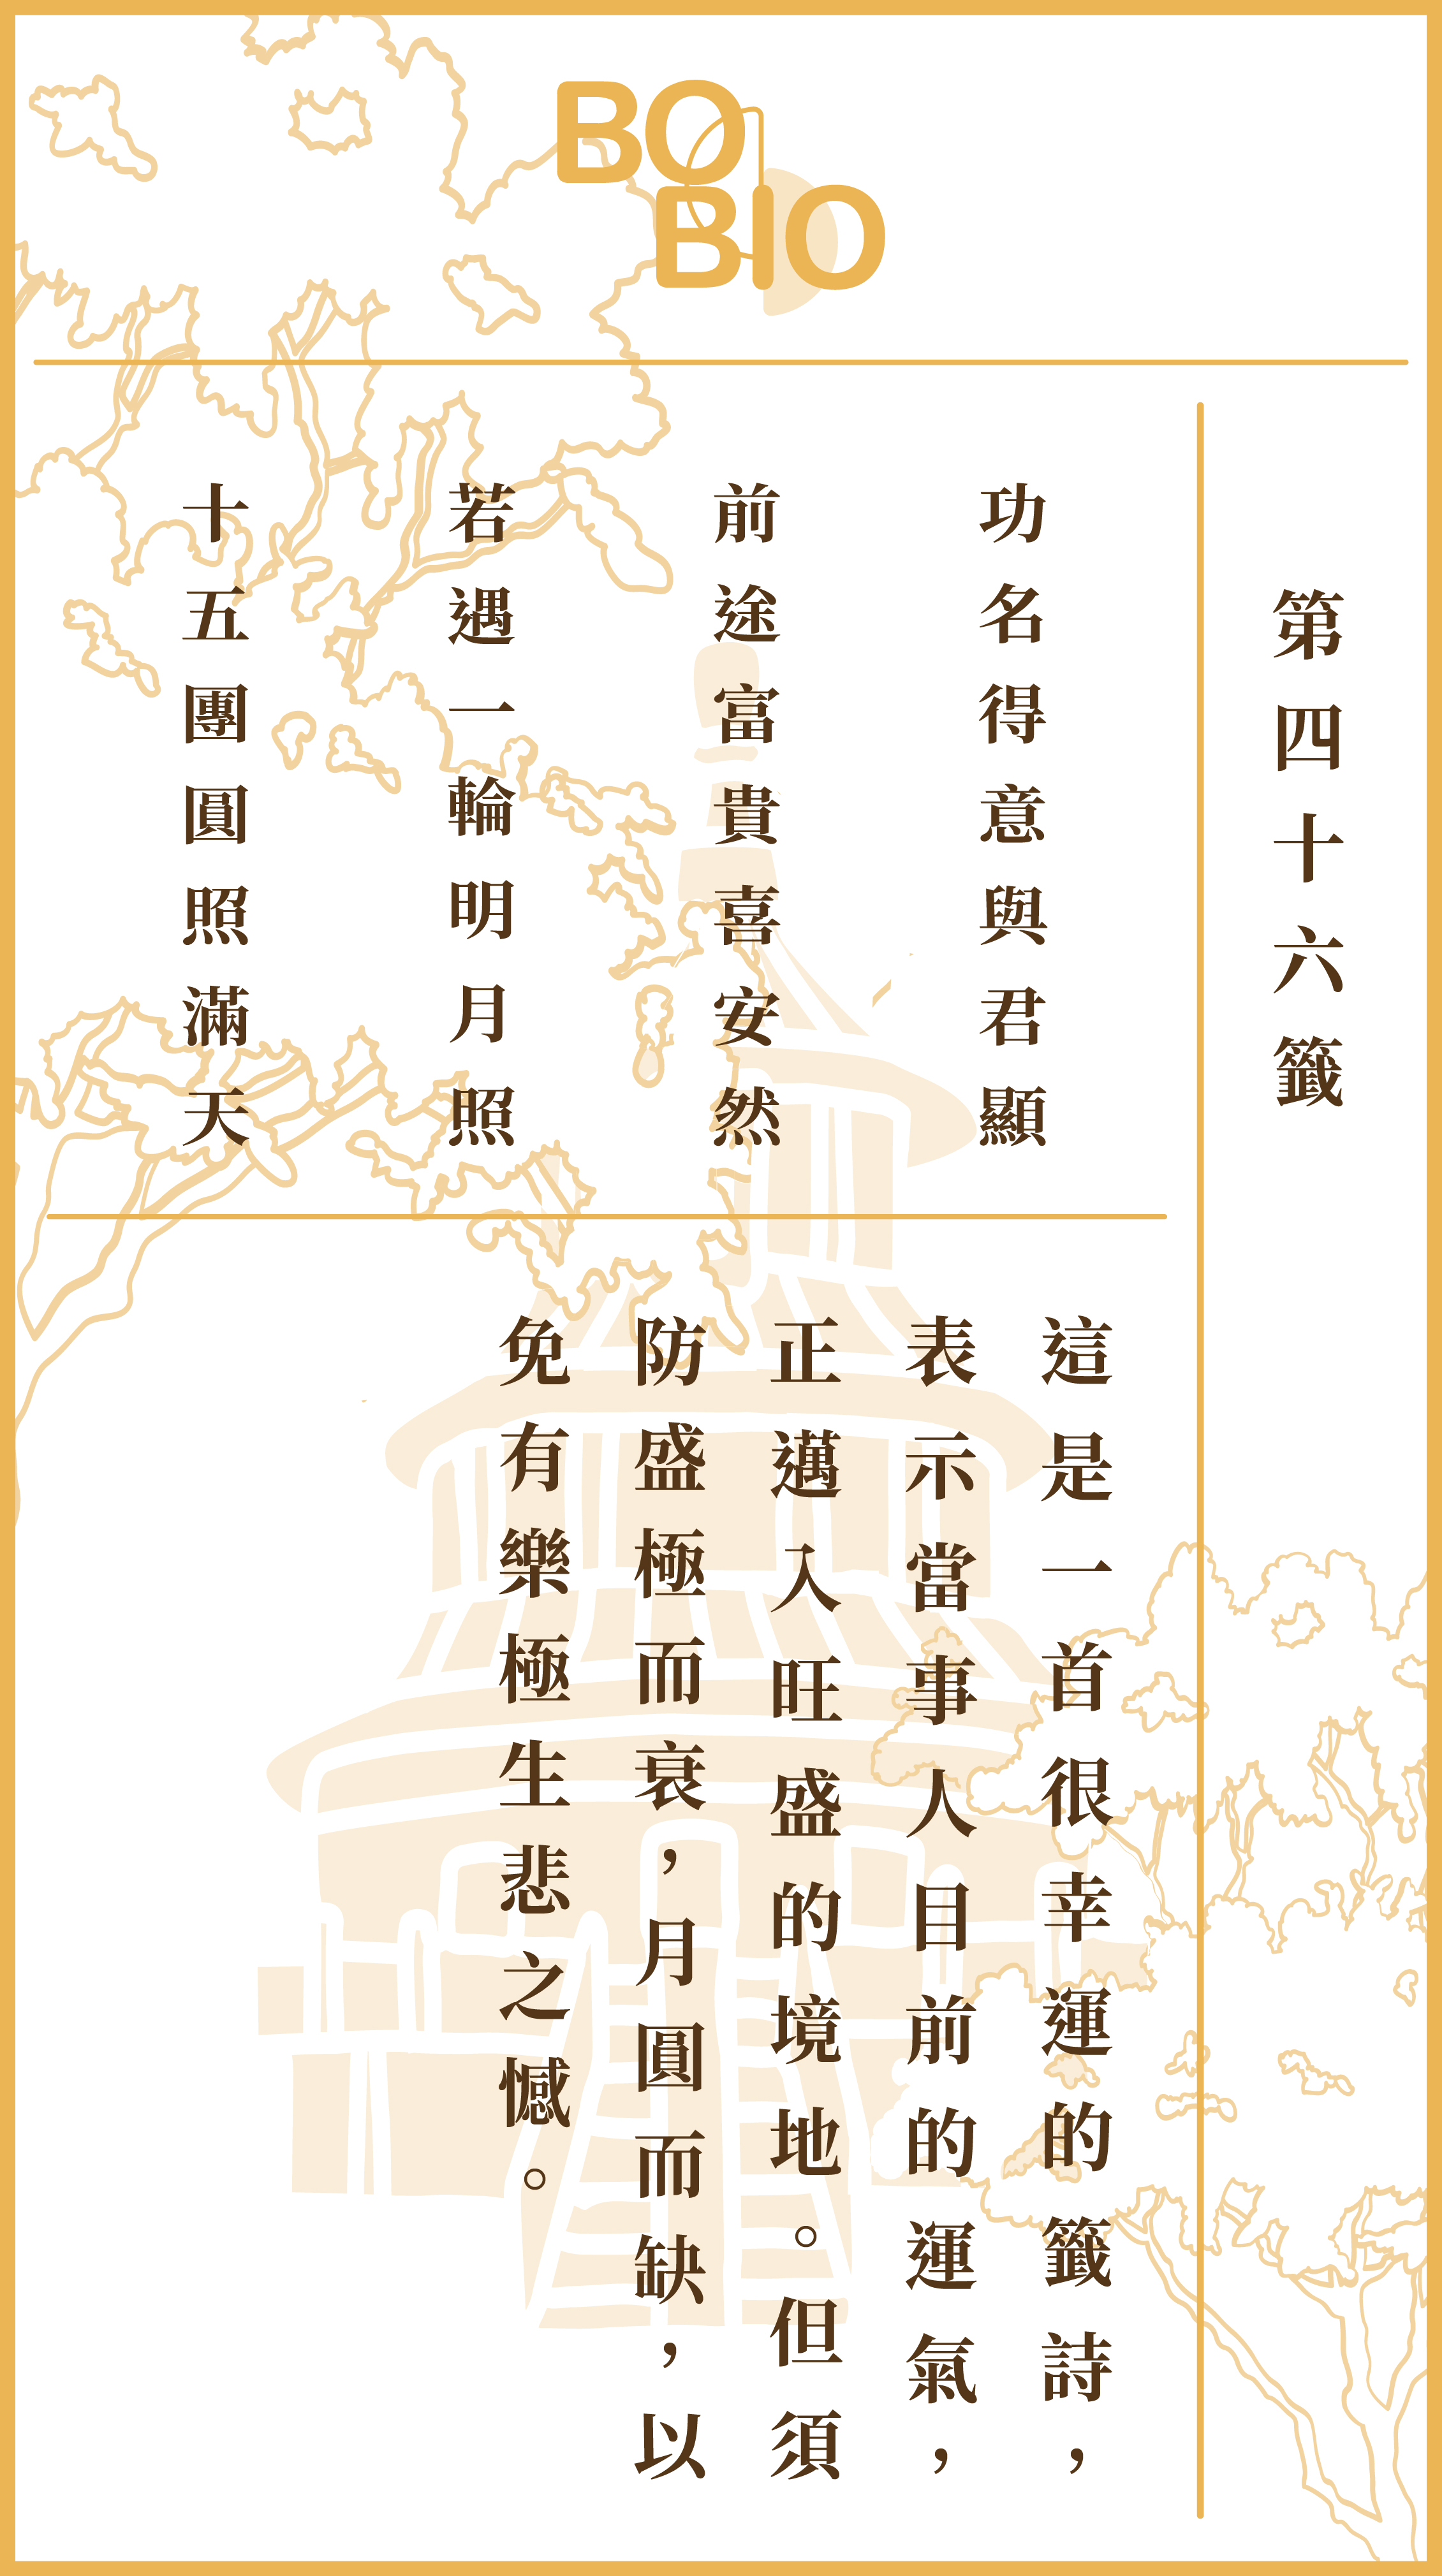 BO
BIO
第四十六籤
功名得意與君顯
前途富貴喜安然
若遇一輪明月照
十五團圓照滿天
這是一首很幸運的籤詩，
表示當事人目前的運氣，
正邁入旺盛的境地。但須
防盛極而衰，月圓而缺，以
免有樂極生悲之憾。